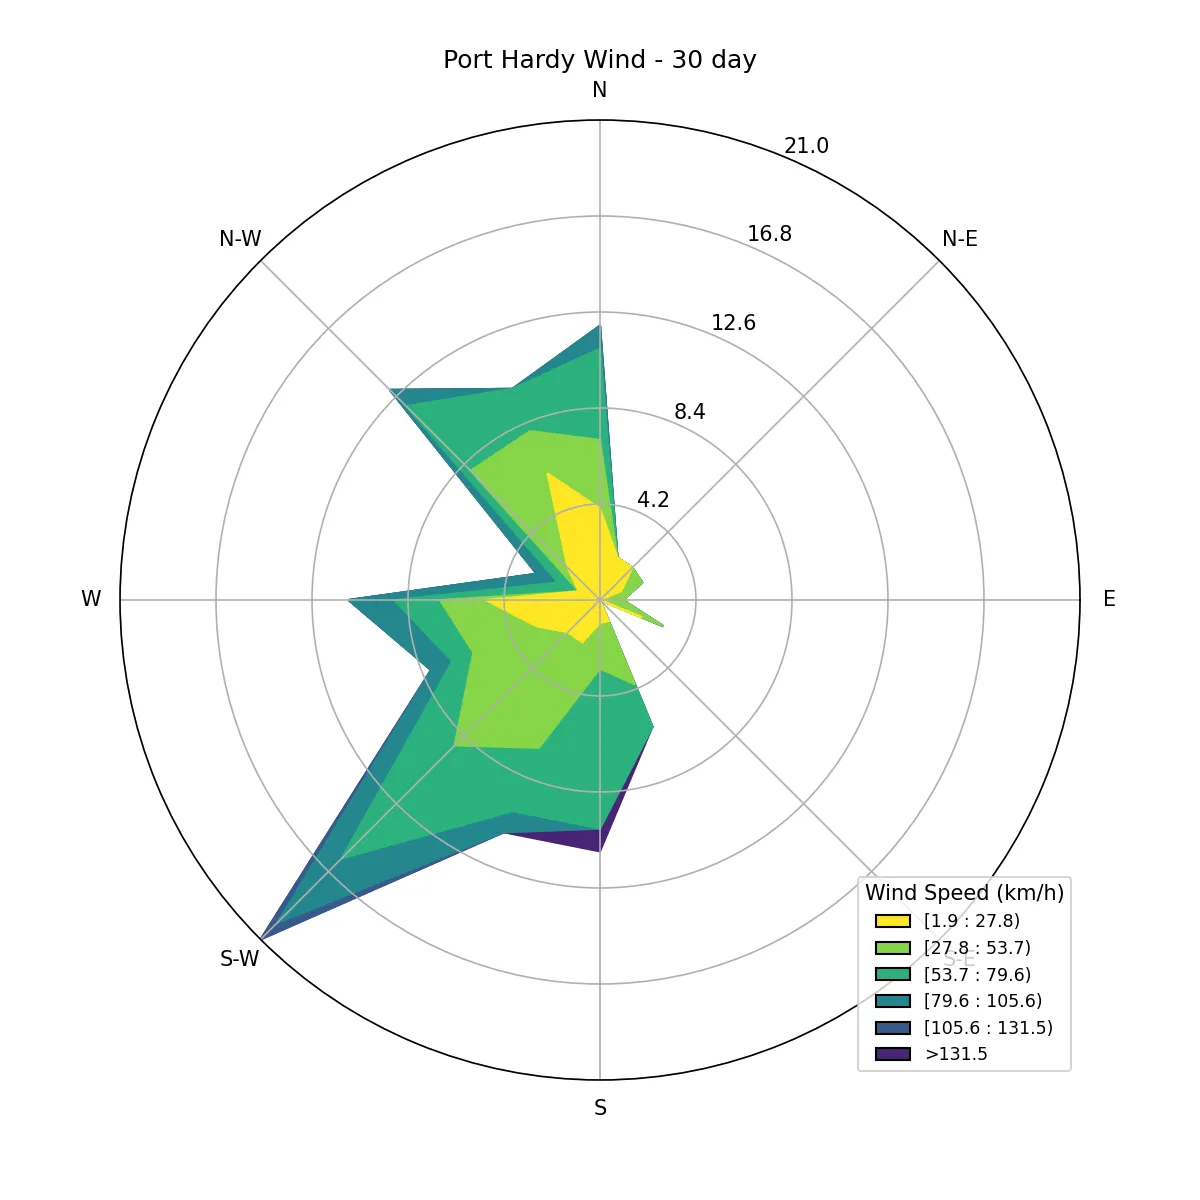 Port Hardy Wind - 30 day
N
21.0
16.8
N-W
N-E
12.6
8.4
4.2
W
E
Wind Speed (km/h)
[1.9 : 27.8)
[27.8 : 53.7)
S-W
S-E
[53.7 : 79.6)
[79.6 : 105.6)
[105.6 : 131.5)
>131.5
S